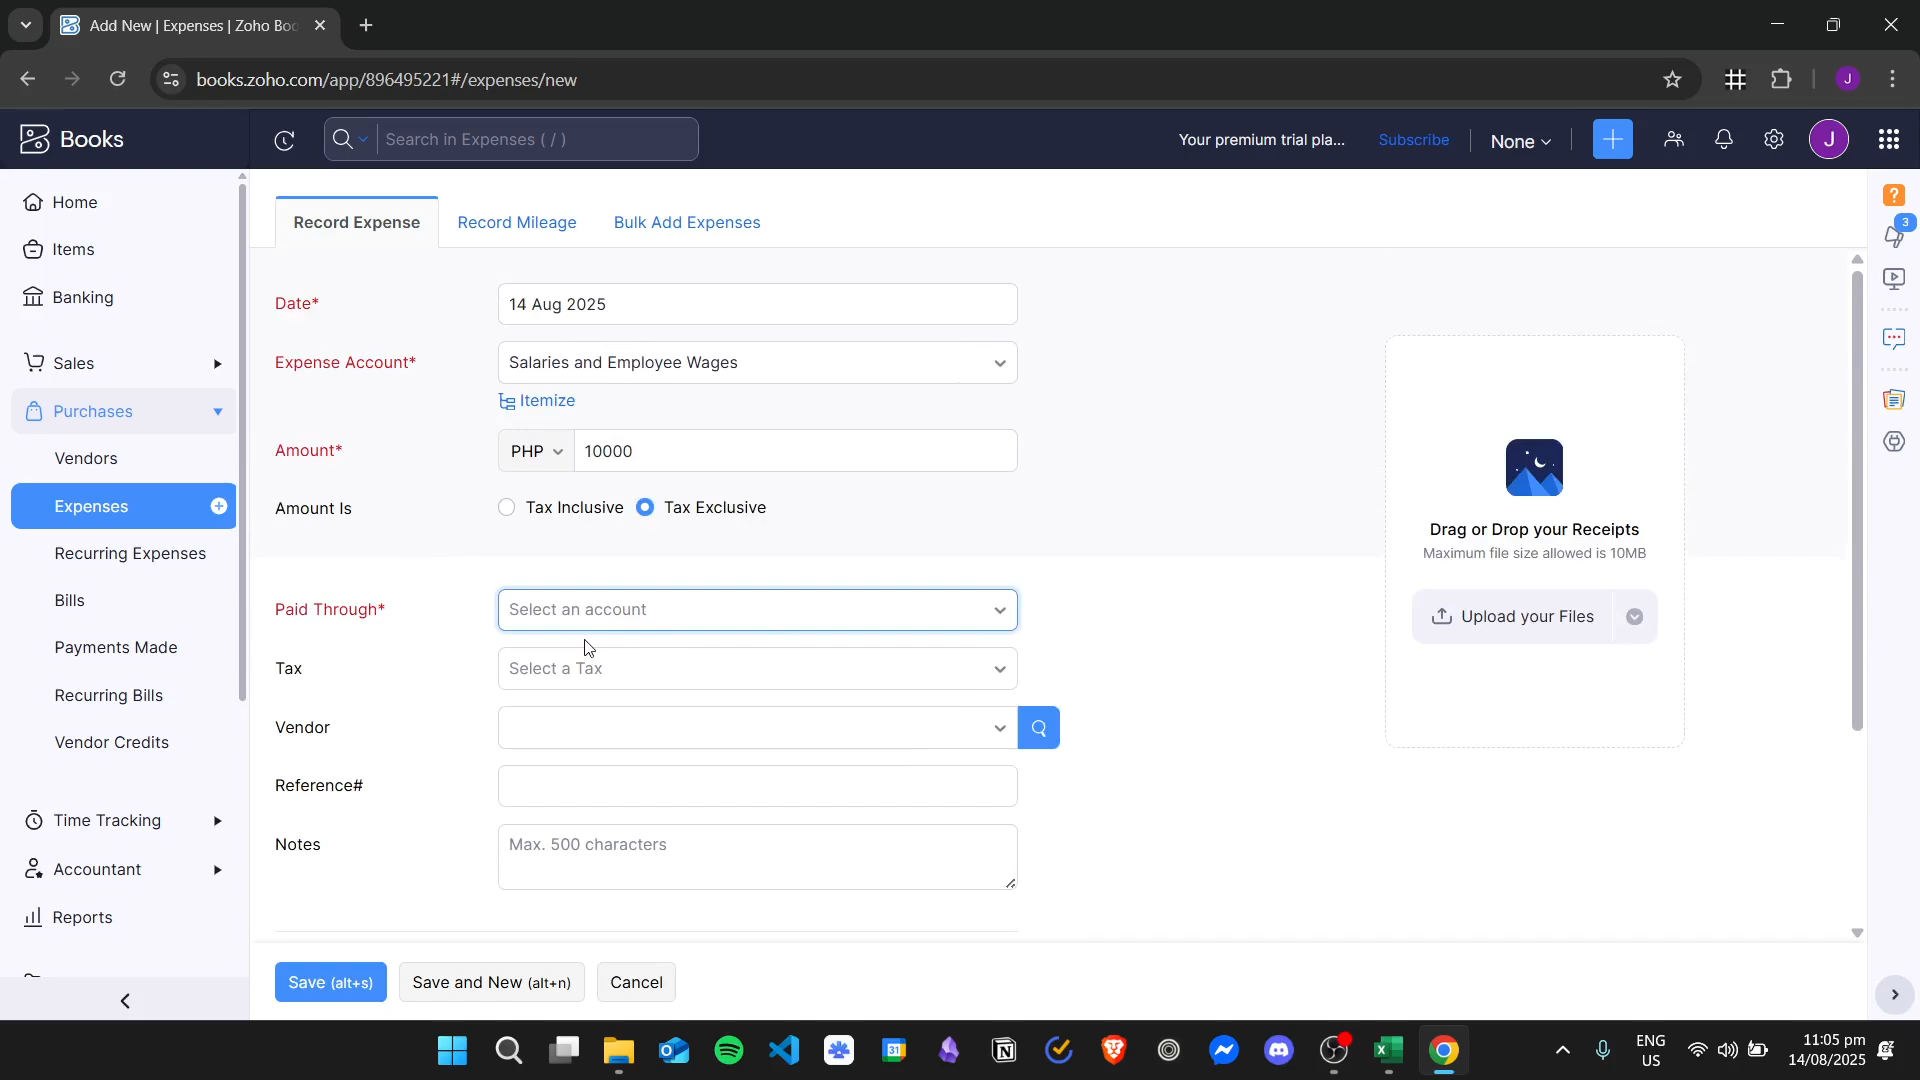 Add New | Expenses | Zoho Boo
books.zoho.com/app/896495221#/expenses/new
J
Books
Search in Expenses ( / )
Your premium trial pla...
Subscribe
None
J
Home
Items
Banking
Sales
Purchases
Vendors
Expenses
Recurring Expenses
Bills
Payments Made
Recurring Bills
Vendor Credits
Time Tracking
Accountant
Reports
Record Expense
Record Mileage
Bulk Add Expenses
Date*
14 Aug 2025
Expense Account*
Salaries and Employee Wages
Itemize
Amount*
PHP
10000
Amount Is
Tax Inclusive
Tax Exclusive
Paid Through*
Select an account
Tax
Select a Tax
Vendor
Reference#
Notes
Max. 500 characters
Drag or Drop your Receipts
Maximum file size allowed is 10MB
Upload your Files
Save (alt+s)
Save and New (alt+n)
Cancel
?
3
31
ENG
US
11:05 pm
14/08/2025